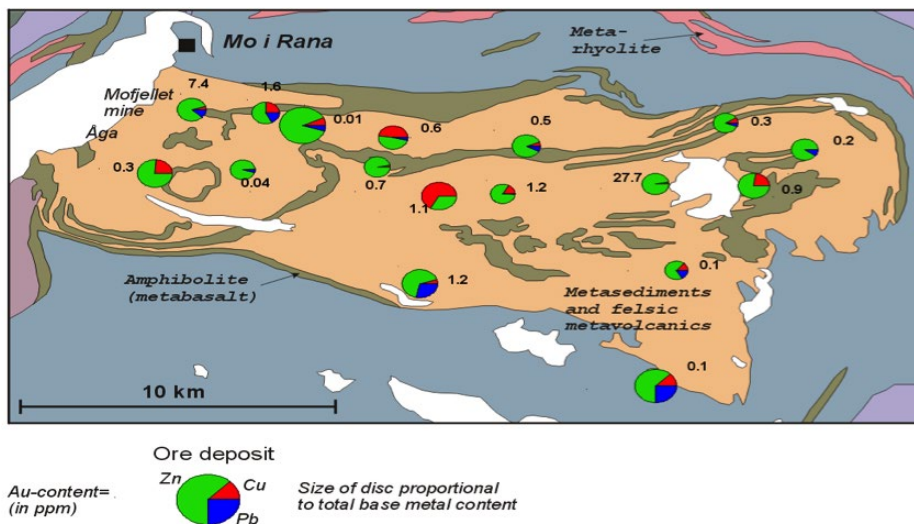 Mo i Rana
Meta-
rhyolite
Mofjellet
mine
Åga
7.4
1.6
0.01
0.6
0.5
0.3
0.2
0.3
0.04
0.7
1.1
1.2
27.7
0.9
1.2
0.1
Amphibolite
(metabasalt)
Metasediments
and felsic
metavolcanics
0.1
10 km
Ore deposit
Zn
Cu
Pb
Au-content=
(in ppm)
Size of disc proportional
to total base metal content